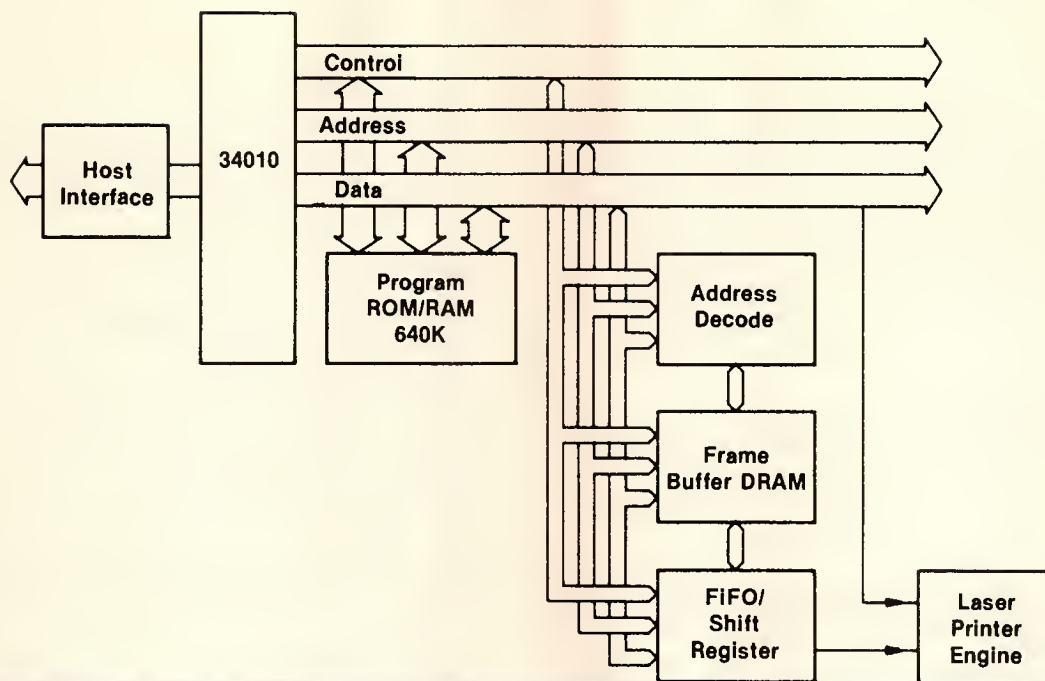 Control
Address
Data
34010
Host
Interface
Program
ROM/RAM
640K
Address
Decode
Frame
Buffer DRAM
FiFO/
Shift
Register
Laser
Printer
Engine